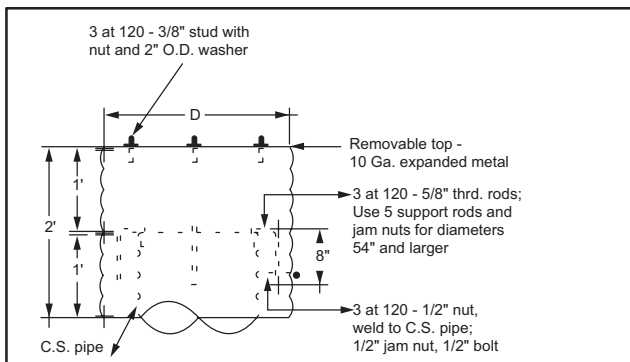 3 at 120 - 3/8" stud with
nut and 2" O.D. washer
D
Removable top -
10 Ga. expanded metal
1'
3 at 120 - 5/8" thrd. rods;
Use 5 support rods and
jam nuts for diameters
54" and larger
2'
8"
1'
3 at 120 - 1/2" nut,
weld to C.S. pipe;
1/2" jam nut, 1/2" bolt
C.S. pipe